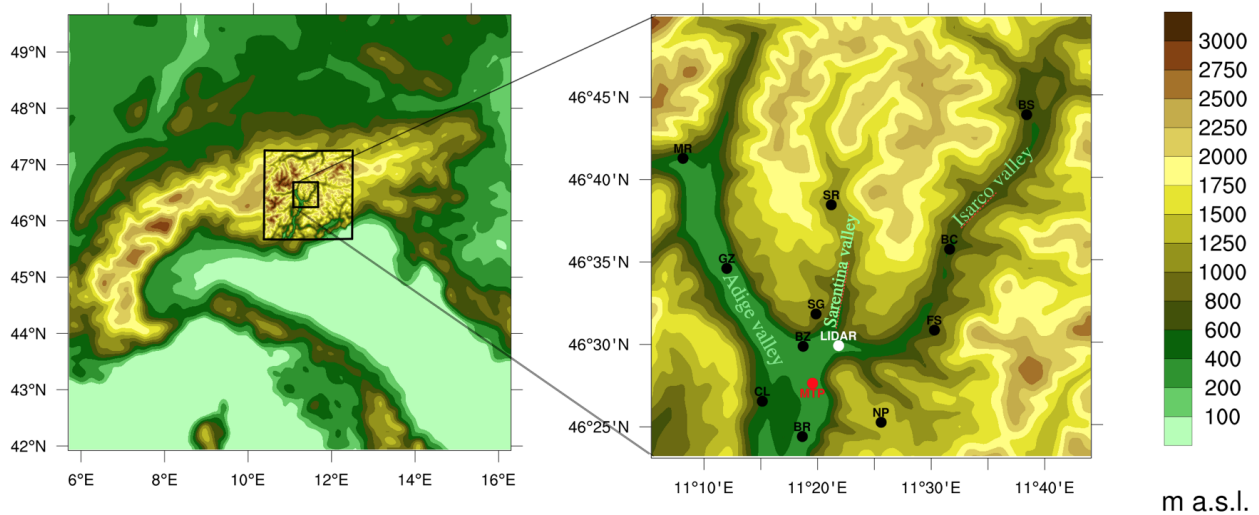 49°N
48°N
47°N
46°N
45°N
44°N
43°N
42°N
6°E
8°E
10°E
12°E
14°E
16°E
46°45'N
46°40'N
46°35'N
46°30'N
46°25'N
11°10'E
11°20'E
11°30'E
11°40'E
BS
MR
Isarco valley
SR
BC
GZ
Sarentina valley
Adige valley
SG
FS
BZ
LIDAR
MTP
CL
NP
BR
3000
2750
2500
2250
2000
1750
1500
1250
1000
800
600
400
200
100
m a.s.l.